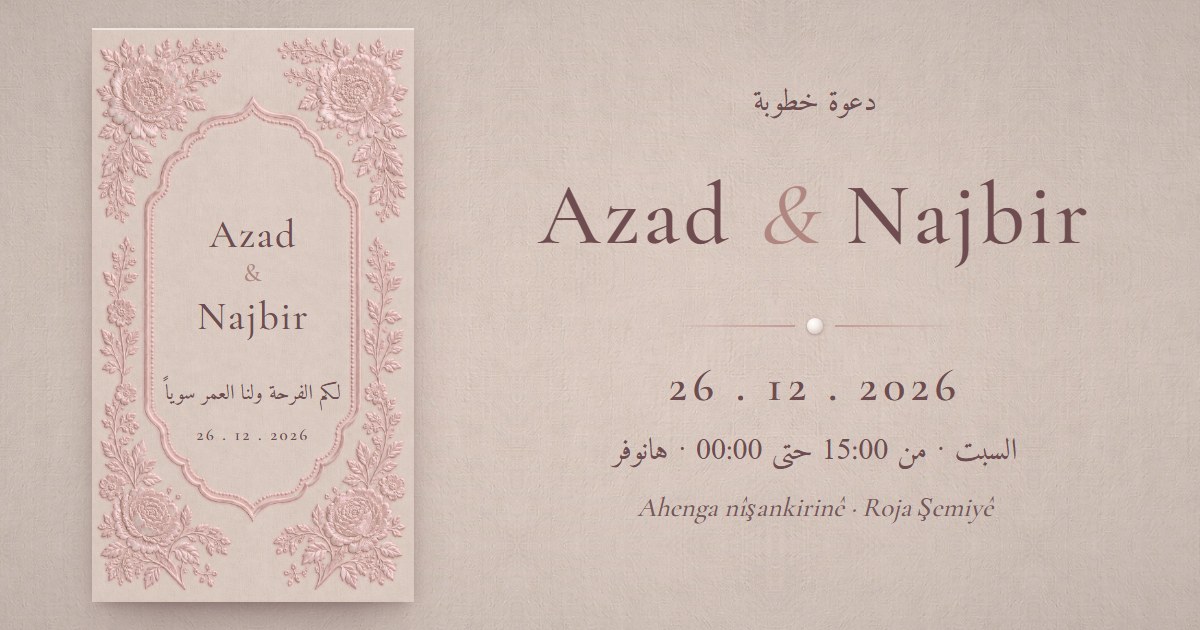 Azad
&
Najbir
لكم الفرحة ولنا العمر سوياً
26 . 12 . 2026
دعوة خطوبة
Azad & Najbir
26 . 12 . 2026
السبت · من 15:00 حتى 00:00 · هانوفر
Ahenga nîşankirinê · Roja Şemiyê